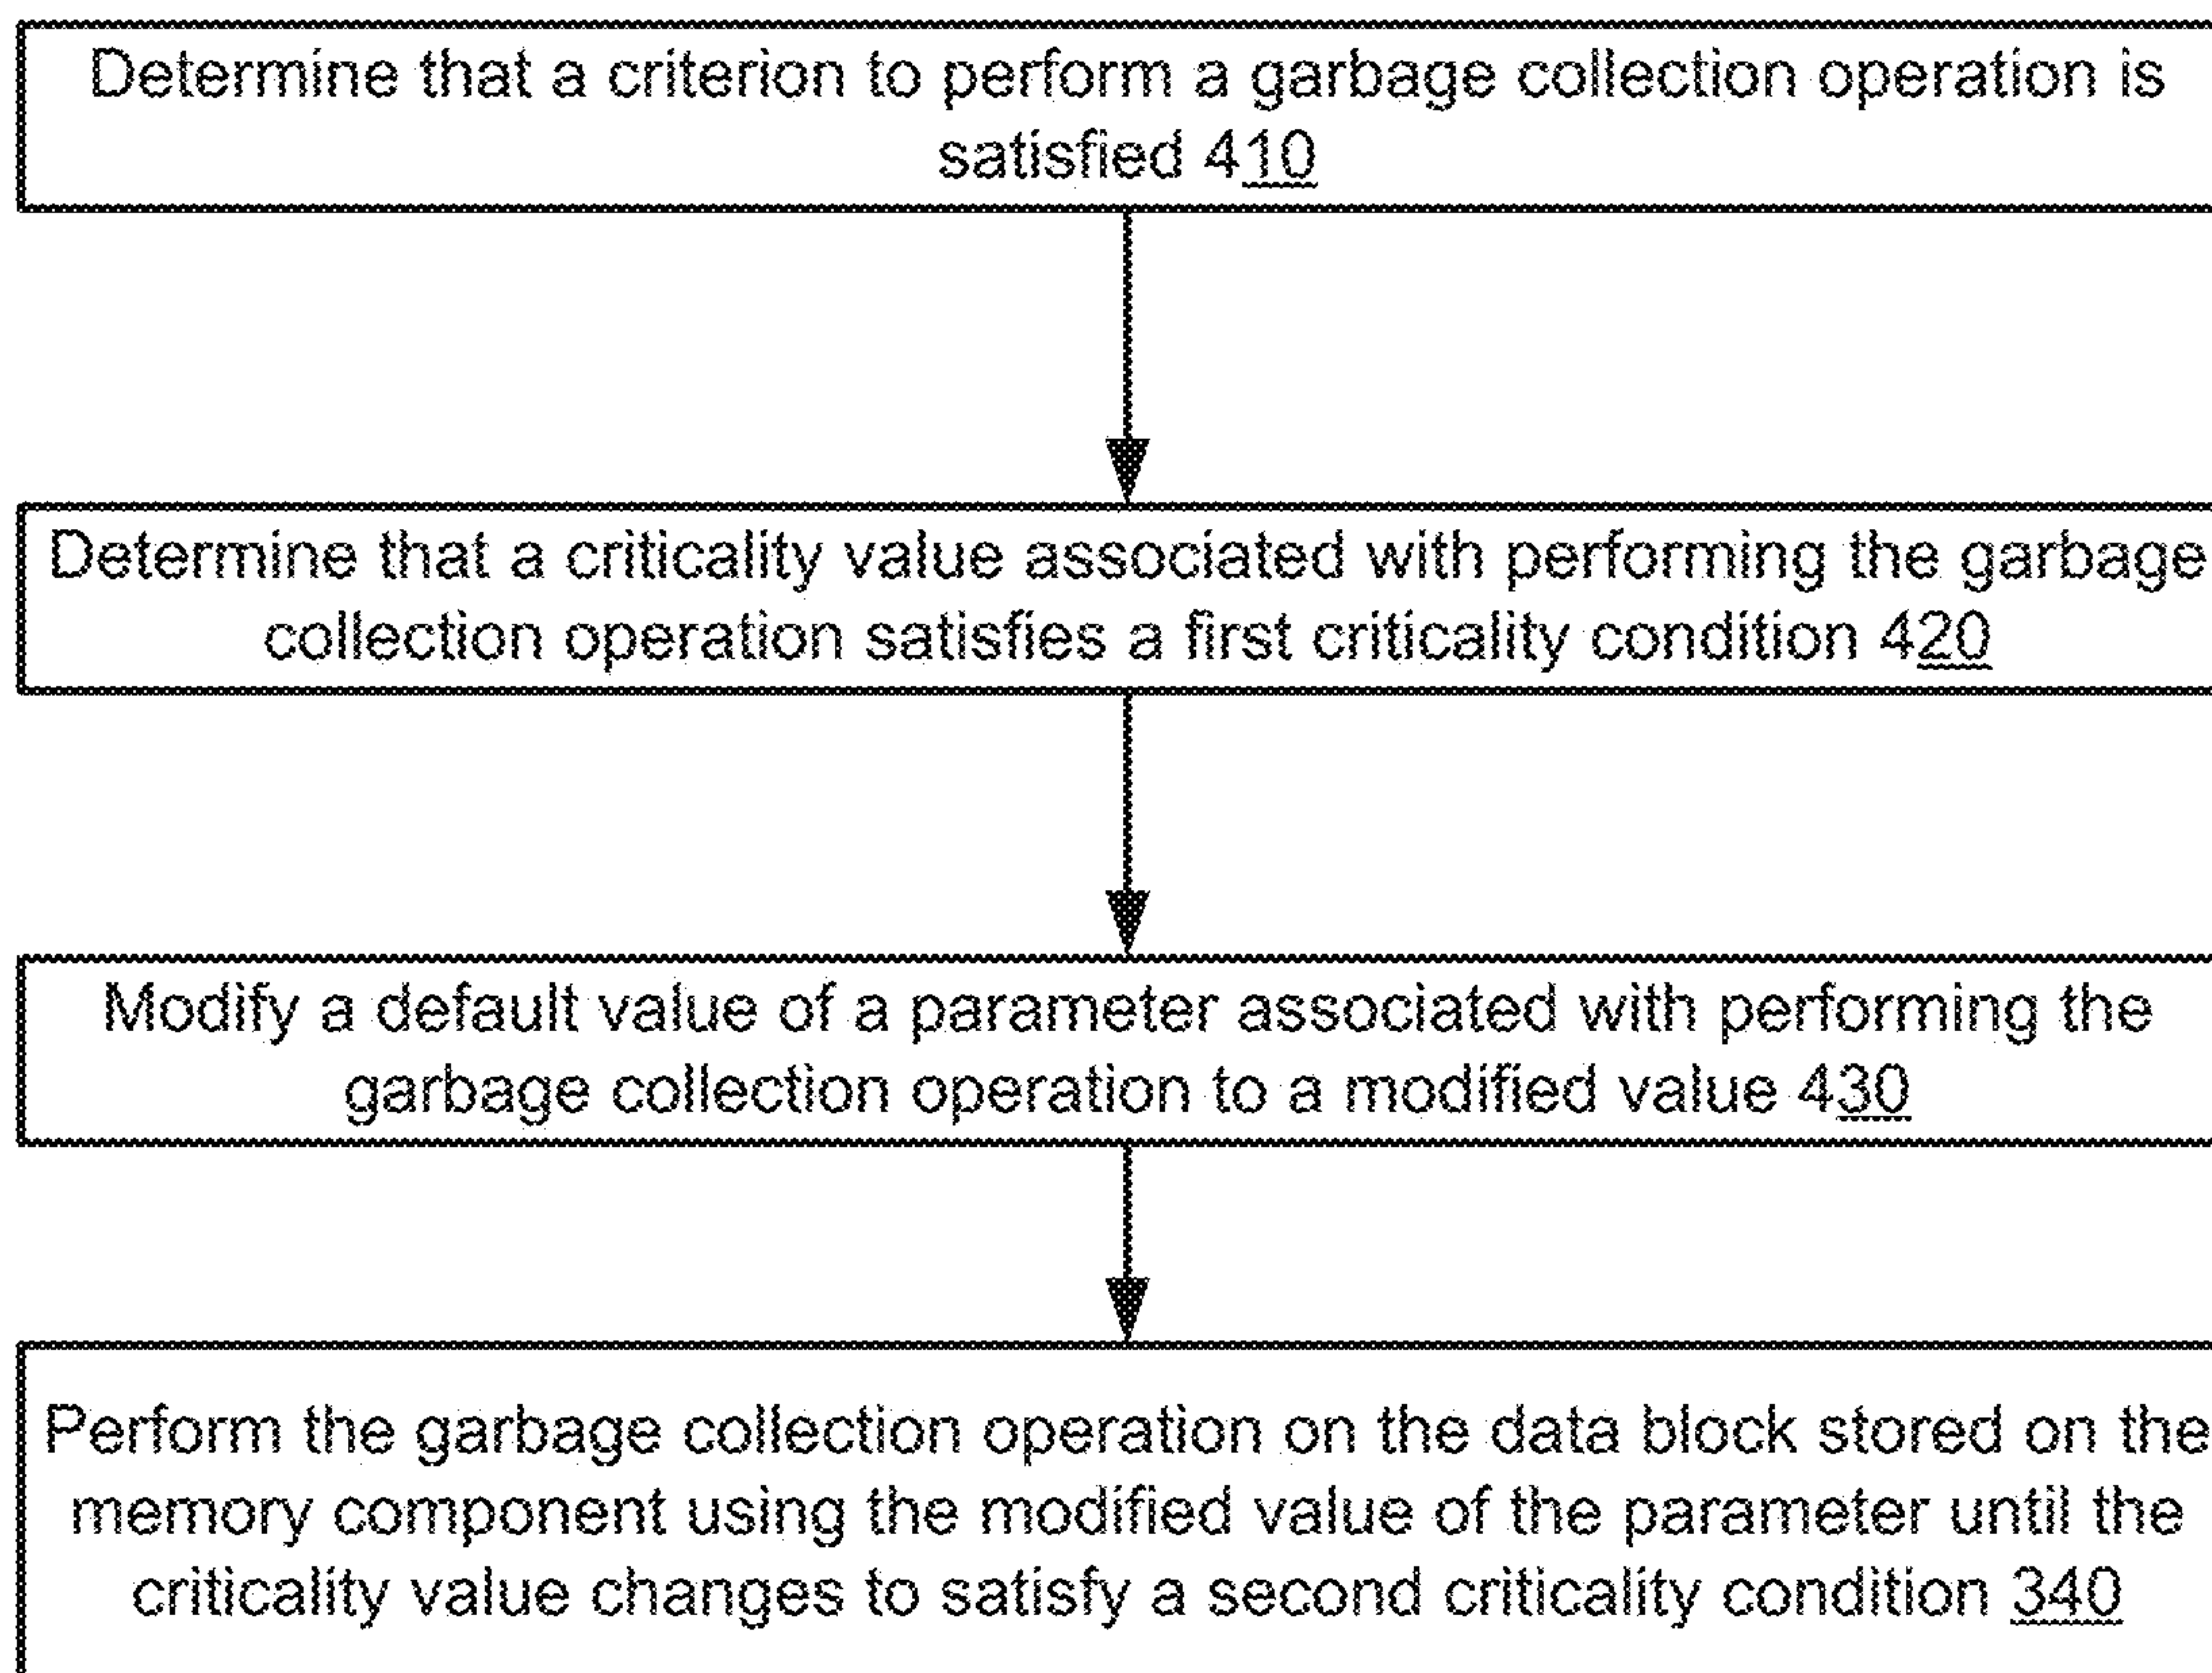 Determine that a criterion to perform a garbage collection operation is
satisfied 410
Determine that a criticality value associated with performing the garbage
collection operation satisfies a first criticality condition 420
Modify a default value of a parameter associated with performing the
garbage collection operation to a modified value 430
Perform the garbage collection operation on the data block stored on the
memory component using the modified value of the parameter until the
criticality value changes to satisfy a second criticality condition 340